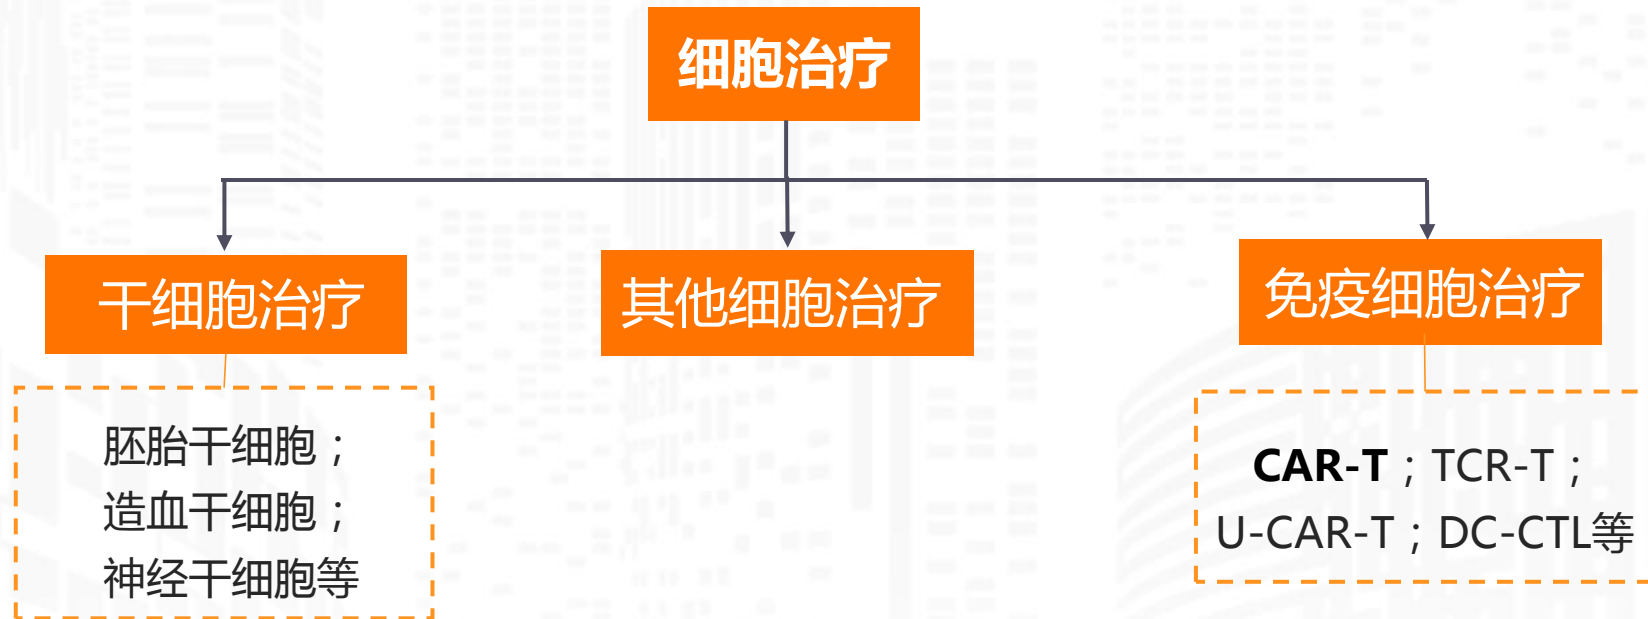 细胞治疗
干细胞治疗
其他细胞治疗
免疫细胞治疗
胚胎干细胞；
造血干细胞；
神经干细胞等
CAR-T；TCR-T；
U-CAR-T；DC-CTL等